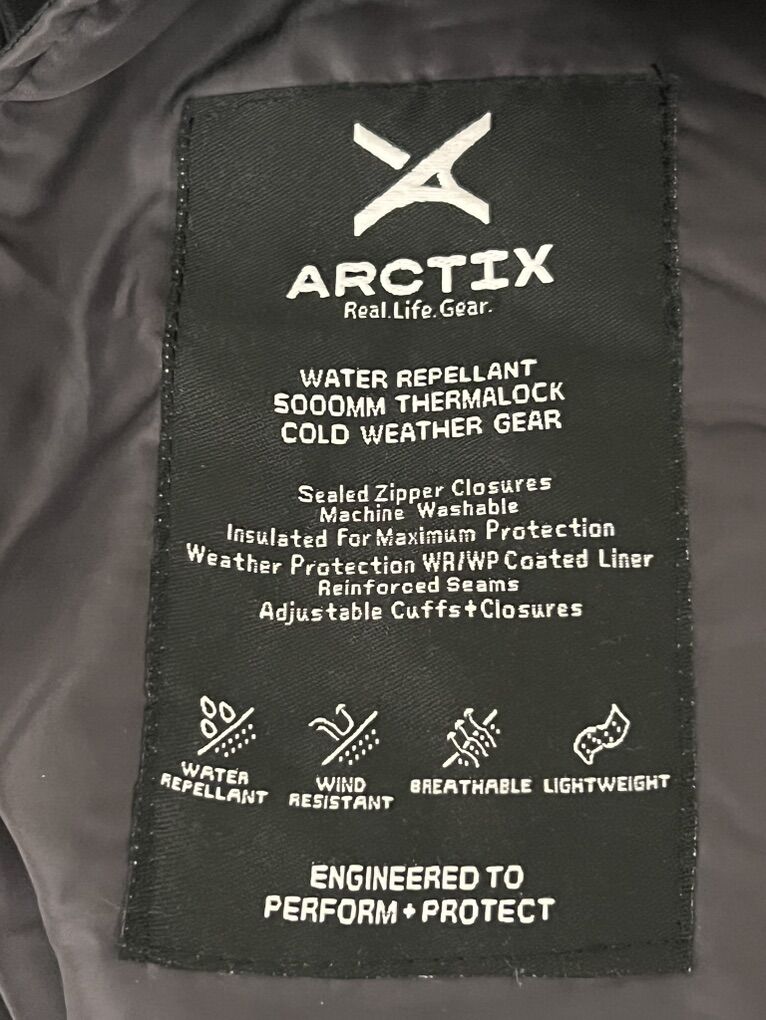 ARCTIX
Real.Life.Gear.
WATER REPELLANT
5000MM THERMALOCK
COLD WEATHER GEAR
Sealed Zipper Closures
Machine Washable
Insulated For Maximum Protection
Weather Protection WR/WP Coated Liner
Reinforced Seams
Adjustable Cuffs+Closures
WATER
REPELLANT
WIND
RESISTANT
BREATHABLE
LIGHTWEIGHT
ENGINEERED TO
PERFORM+PROTECT